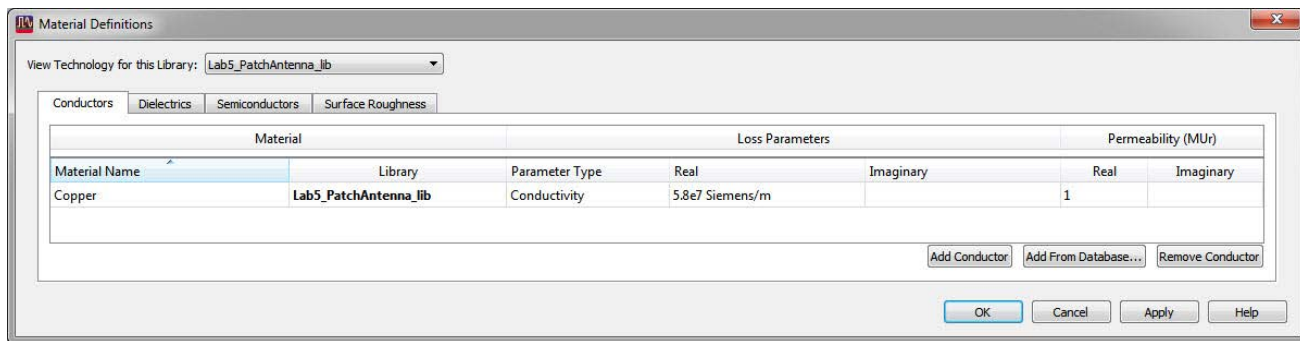 Material Definitions
View Technology for this Library: Lab5_PatchAntenna_lib
Conductors Dielectrics Semiconductors Surface Roughness
Material Loss Parameters Permeability (MUr)
Material Name Library Parameter Type Real Imaginary Real Imaginary
Copper Lab5_PatchAntenna_lib Conductivity 5.8e7 Siemens/m 1
Add Conductor Add From Database... Remove Conductor
OK Cancel Apply Help